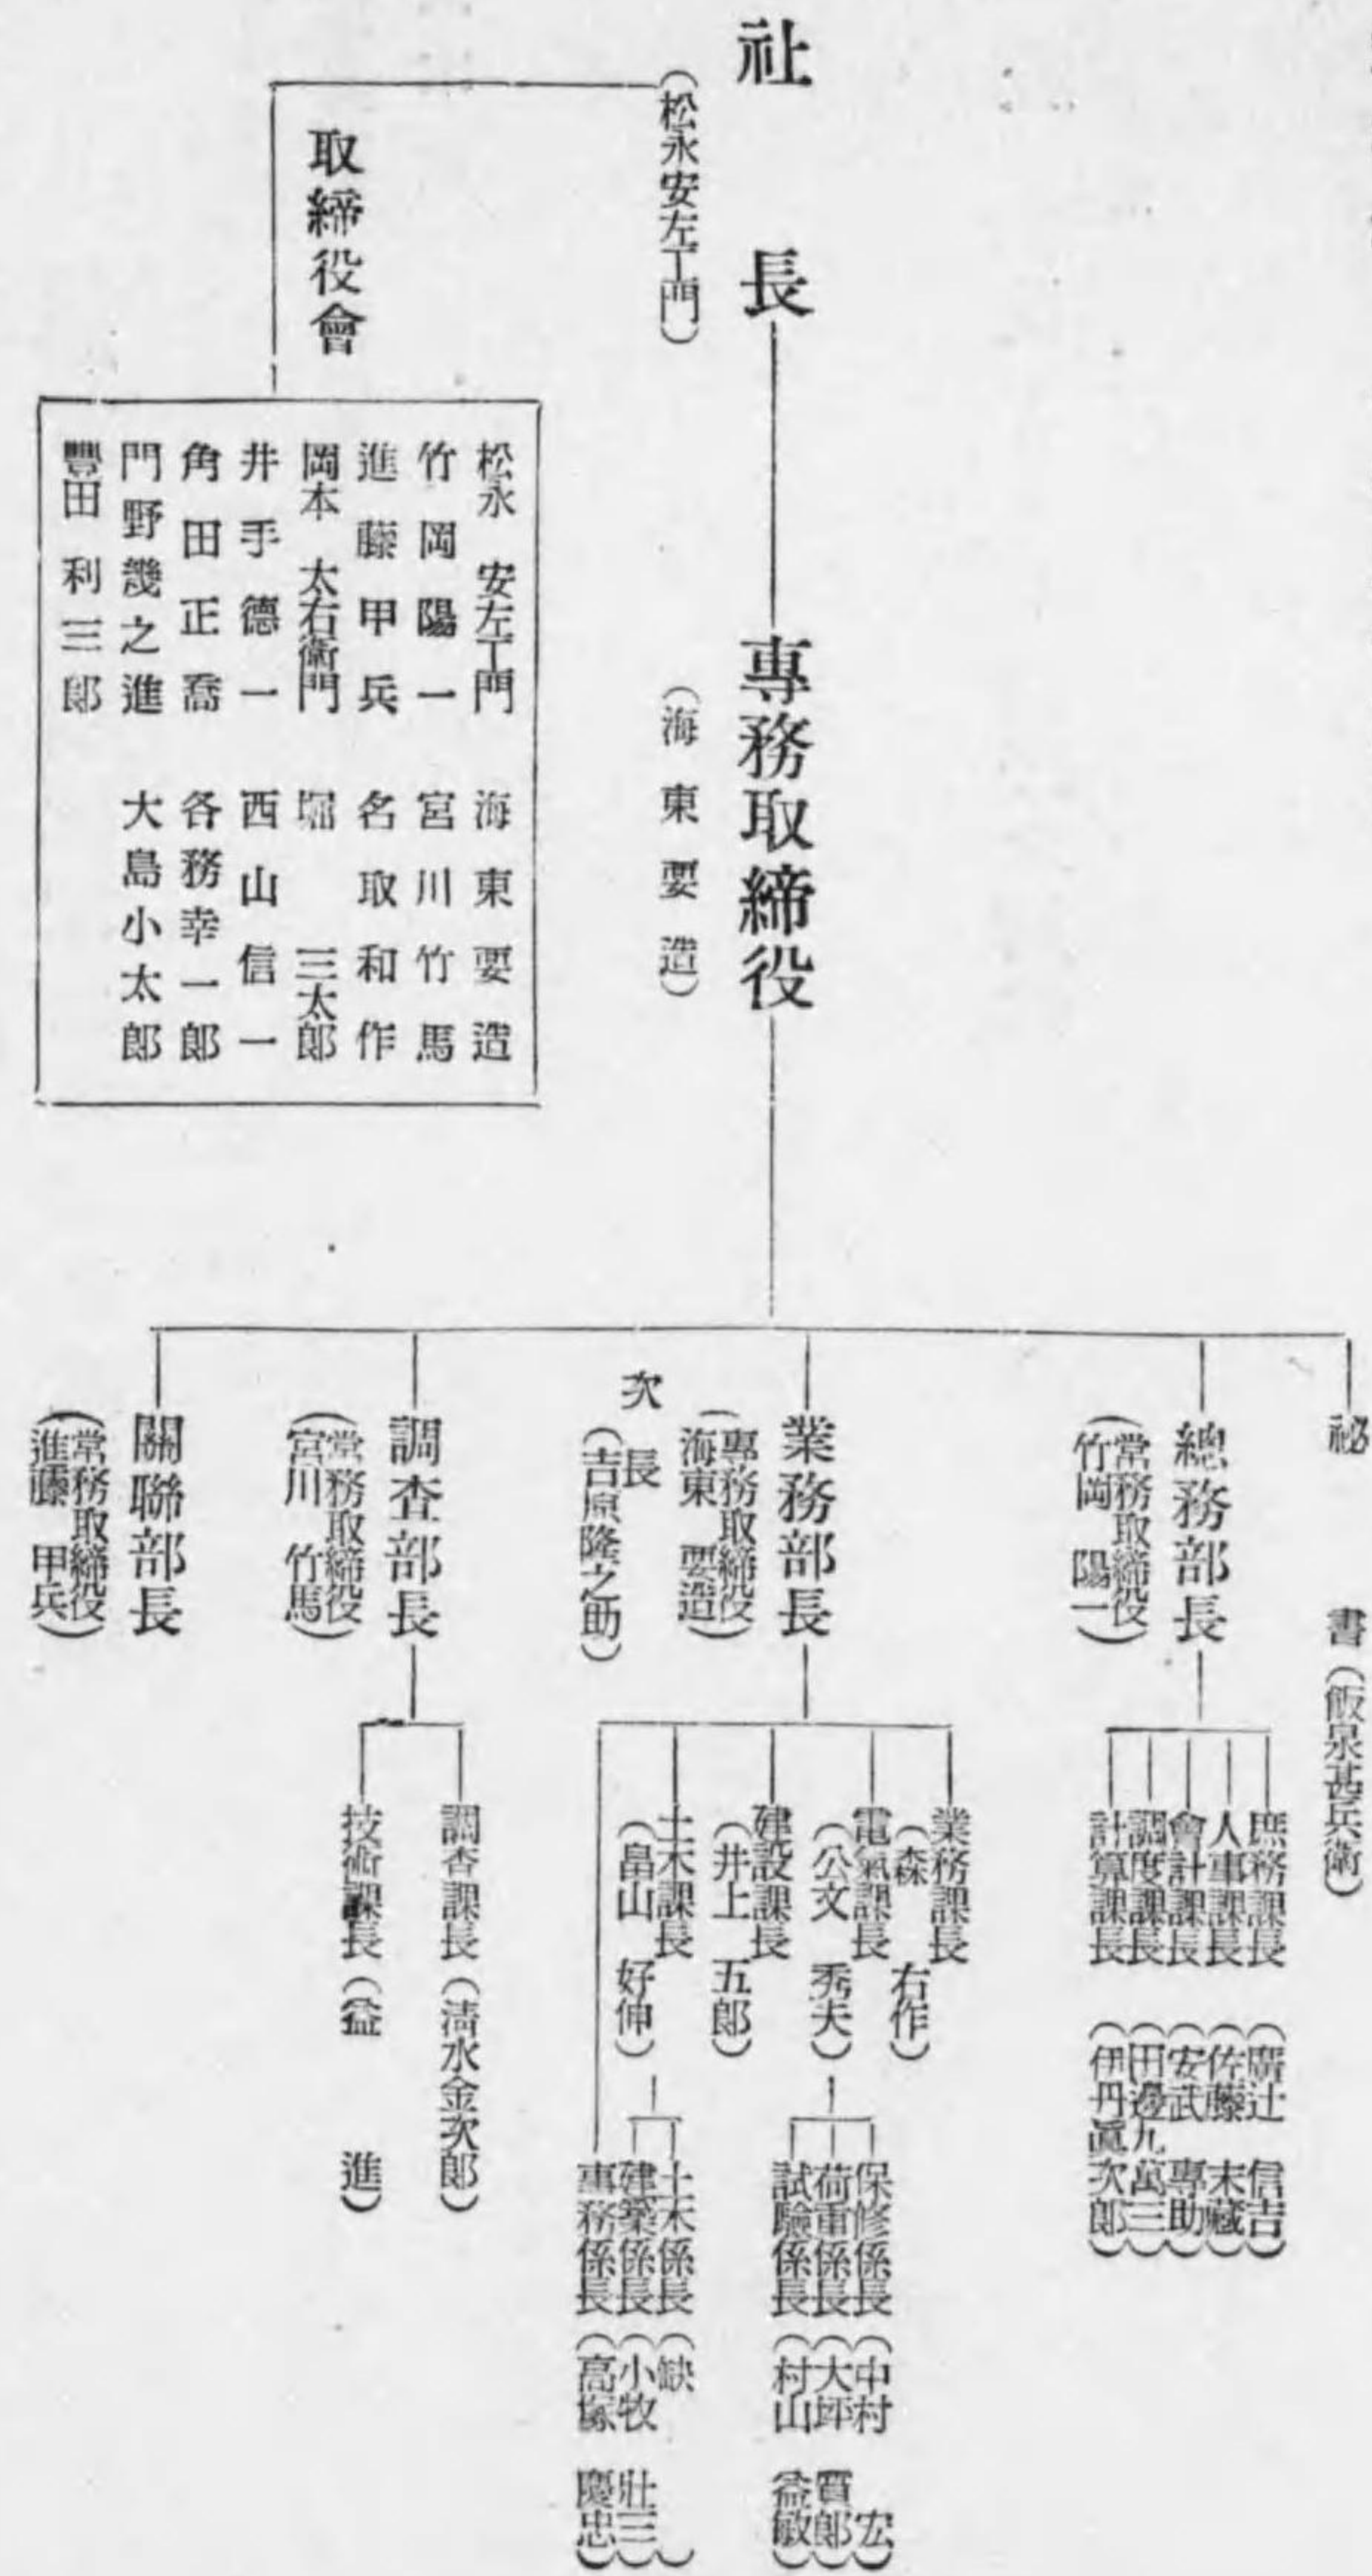 社長
（松永安左エ門）
取締役會
松永安左エ門 海東要造
竹岡陽一 宮川竹馬
進藤甲兵 名取和作
岡本太右衞門 堀三太郎
井手德一 西山信一
角田正喬 各務幸一郎
門野幾之進 大島小太郎
豐田利三郎
專務取締役
（海東要造）
祕書（飯泉甚兵衞）
總務部長
（常務取締役
竹岡陽一）
庶務課長（廣辻信吉）
人事課長（佐藤末藏）
會計課長（安武專助）
調度課長（田邊九萬三）
計算課長（伊丹眞次郎）
業務部長
（專務取締役
海東要造）
次長
（吉原隆之助）
業務課長
（森右作）
電氣課長
（公文秀夫）
保修係長（中村宏）
荷重係長（大坪 郎）
試驗係長（村山益敏）
建設課長
（井上五郎）
土木課長
（畠山好伸）
土木係長（缺）
建築係長（小牧壯三）
事務係長（高塚慶忠）
調査部長
（常務取締役
宮川竹馬）
調査課長（淸水金次郎）
技術課長（益進）
關聯部長
（常務取締役
進藤甲兵）